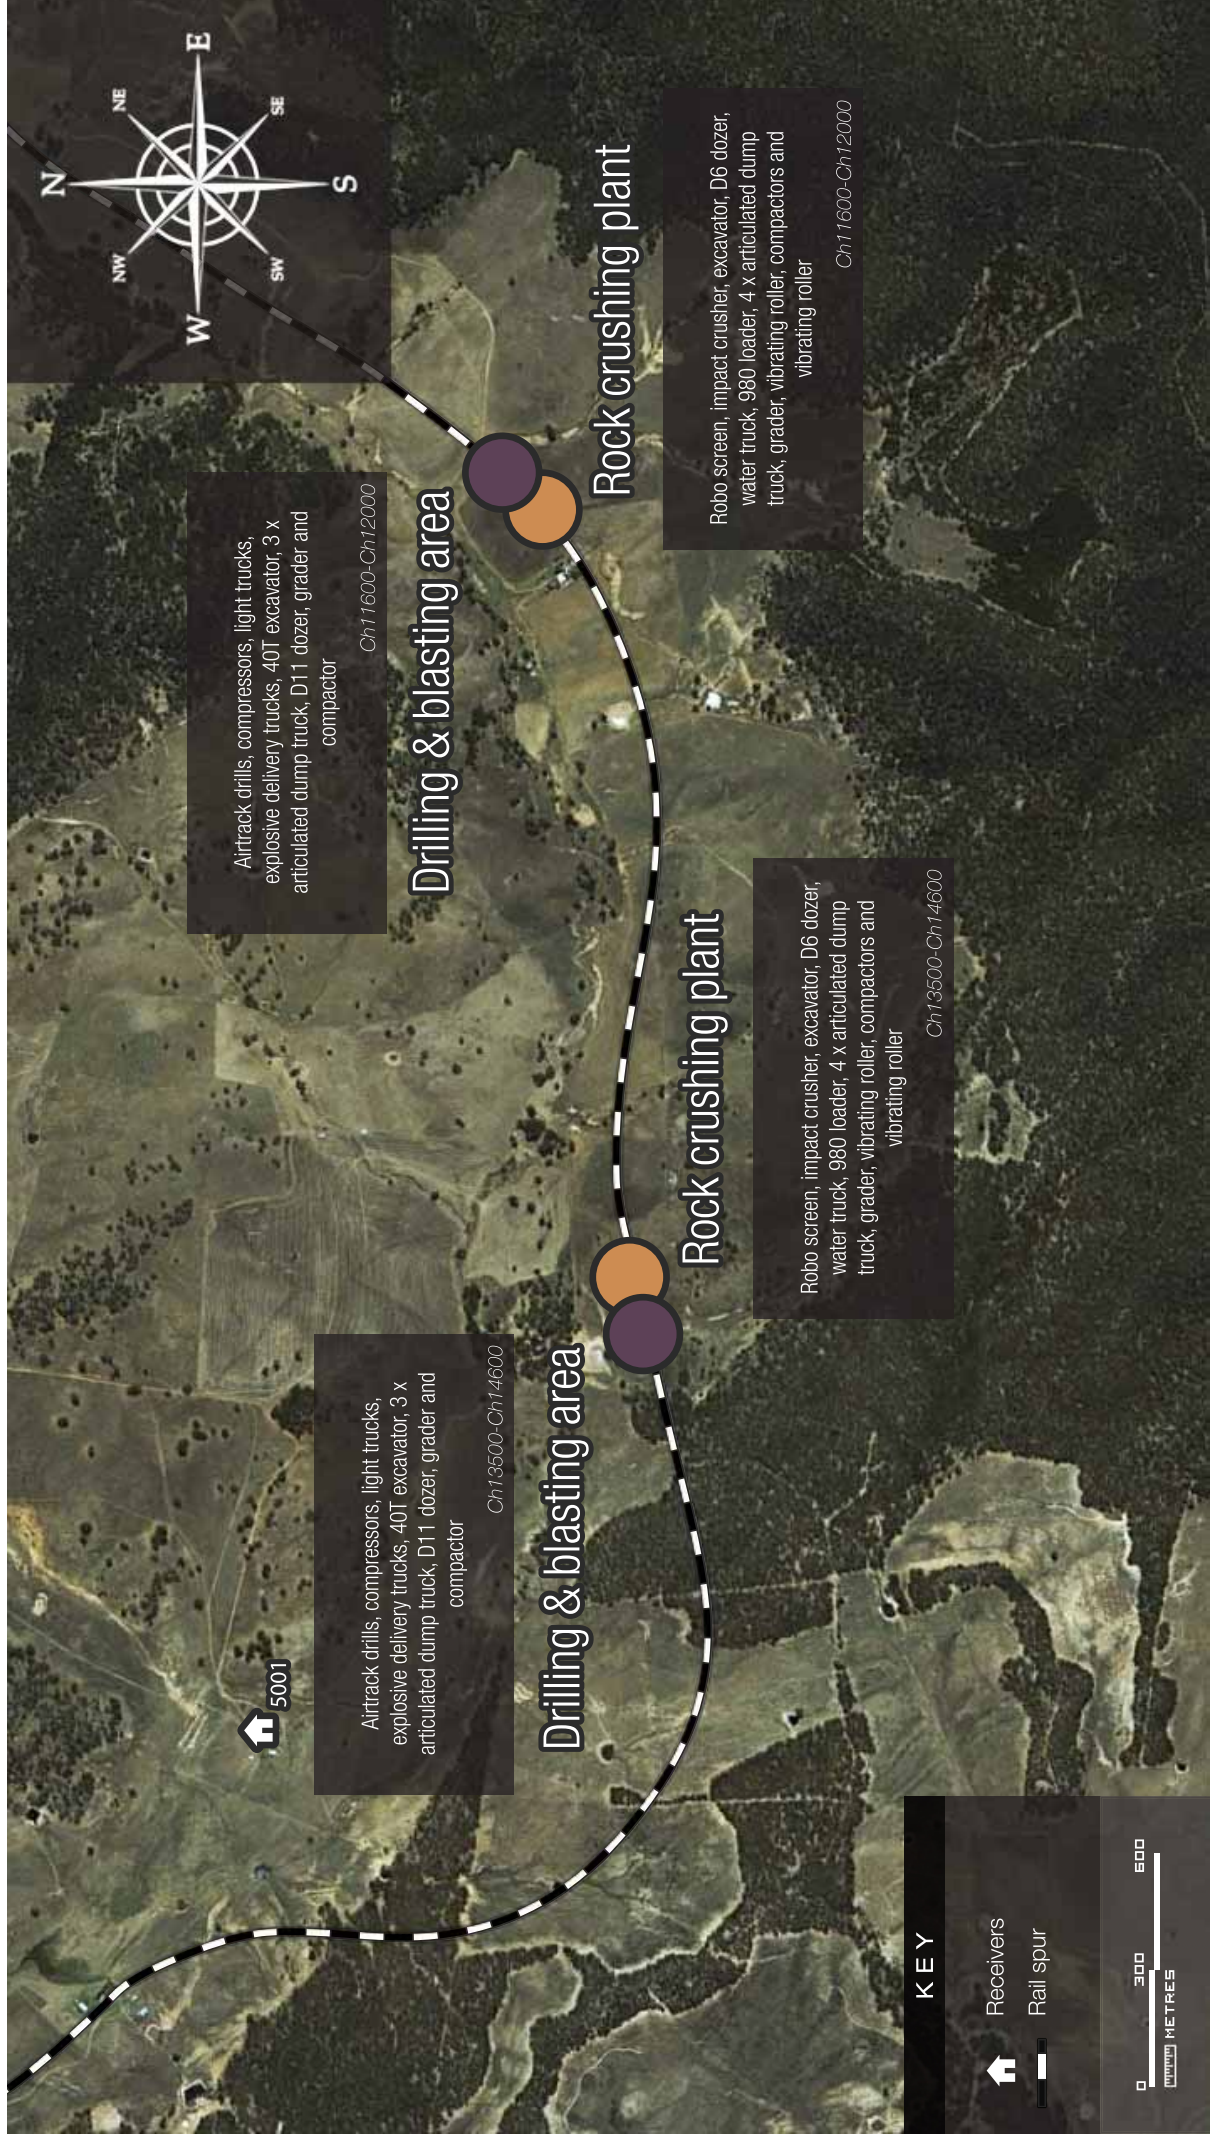 N
NE
E
SE
S
SW
W
NW
Airtrack drills, compressors, light trucks,
explosive delivery trucks, 40T excavator, 3 x
articulated dump truck, D11 dozer, grader and
compactor
Ch11600-Ch12000
Drilling & blasting area
Rock crushing plant
Robo screen, impact crusher, excavator, D6 dozer,
water truck, 980 loader, 4 x articulated dump
truck, grader, vibrating roller, compactors and
vibrating roller
Ch11600-Ch12000
5001
Airtrack drills, compressors, light trucks,
explosive delivery trucks, 40T excavator, 3 x
articulated dump truck, D11 dozer, grader and
compactor
Ch13500-Ch14600
Drilling & blasting area
Rock crushing plant
Robo screen, impact crusher, excavator, D6 dozer,
water truck, 980 loader, 4 x articulated dump
truck, grader, vibrating roller, compactors and
vibrating roller
Ch13500-Ch14600
KEY
Receivers
Rail spur
0 300 600
METRES